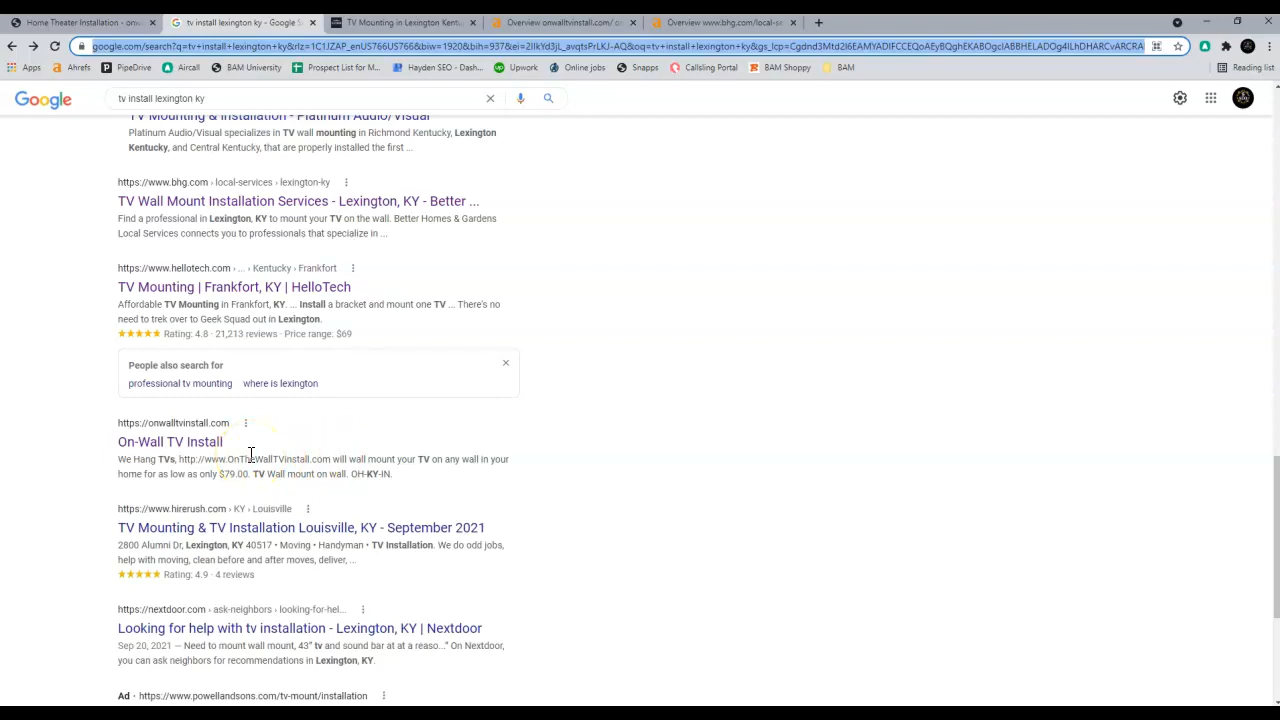 Home Theater Installation - onwa
tv install lexington ky - Google S
TV Mounting in Lexington Kentu
Overview onwalltvinstall.com/ on
Overview www.bhg.com/local-se
google.com/search?q=tv+install+lexington+ky&rlz=1C1JZAP_enUS766US766&biw=1920&bih=937&ei=
Apps
Ahrefs
PipeDrive
Aircall
BAM University
Prospect List for M...
Hayden SEO - Dash...
Upwork
Online jobs
Snapps
Callsling Portal
BAM Shoppy
BAM
Reading list
Google
tv install lexington ky
TV Mounting & Installation - Platinum Audio/Visual
Platinum Audio/Visual specializes in TV wall mounting in Richmond Kentucky, Lexington
Kentucky, and Central Kentucky, that are properly installed the first ...
https://www.bhg.com › local-services › lexington-ky
TV Wall Mount Installation Services - Lexington, KY - Better ...
Find a professional in Lexington, KY to mount your TV on the wall. Better Homes & Gardens
Local Services connects you to professionals that specialize in ...
https://www.hellotech.com › ... › Kentucky › Frankfort
TV Mounting | Frankfort, KY | HelloTech
Affordable TV Mounting in Frankfort, KY. ... Install a bracket and mount one TV ... There's no
need to trek over to Geek Squad out in Lexington.
Rating: 4.8 · 21,213 reviews · Price range: $69
People also search for
professional tv mounting where is lexington
https://onwalltvinstall.com
On-Wall TV Install
We Hang TVs, http://www.OnTheWallTVinstall.com will wall mount your TV on any wall in your
home for as low as only $79.00. TV Wall mount on wall. OH-KY-IN.
https://www.hirerush.com › KY › Louisville
TV Mounting & TV Installation Louisville, KY - September 2021
2800 Alumni Dr, Lexington, KY 40517 • Moving • Handyman • TV Installation. We do odd jobs,
help with moving, clean before and after moves, deliver, ...
Rating: 4.9 · 4 reviews
https://nextdoor.com › ask-neighbors › looking-for-hel...
Looking for help with tv installation - Lexington, KY | Nextdoor
Sep 20, 2021 — Need to mount wall mount, 43" tv and sound bar at at a reaso..." On Nextdoor,
you can ask neighbors for recommendations in Lexington, KY.
Ad · https://www.powellandsons.com/tv-mount/installation